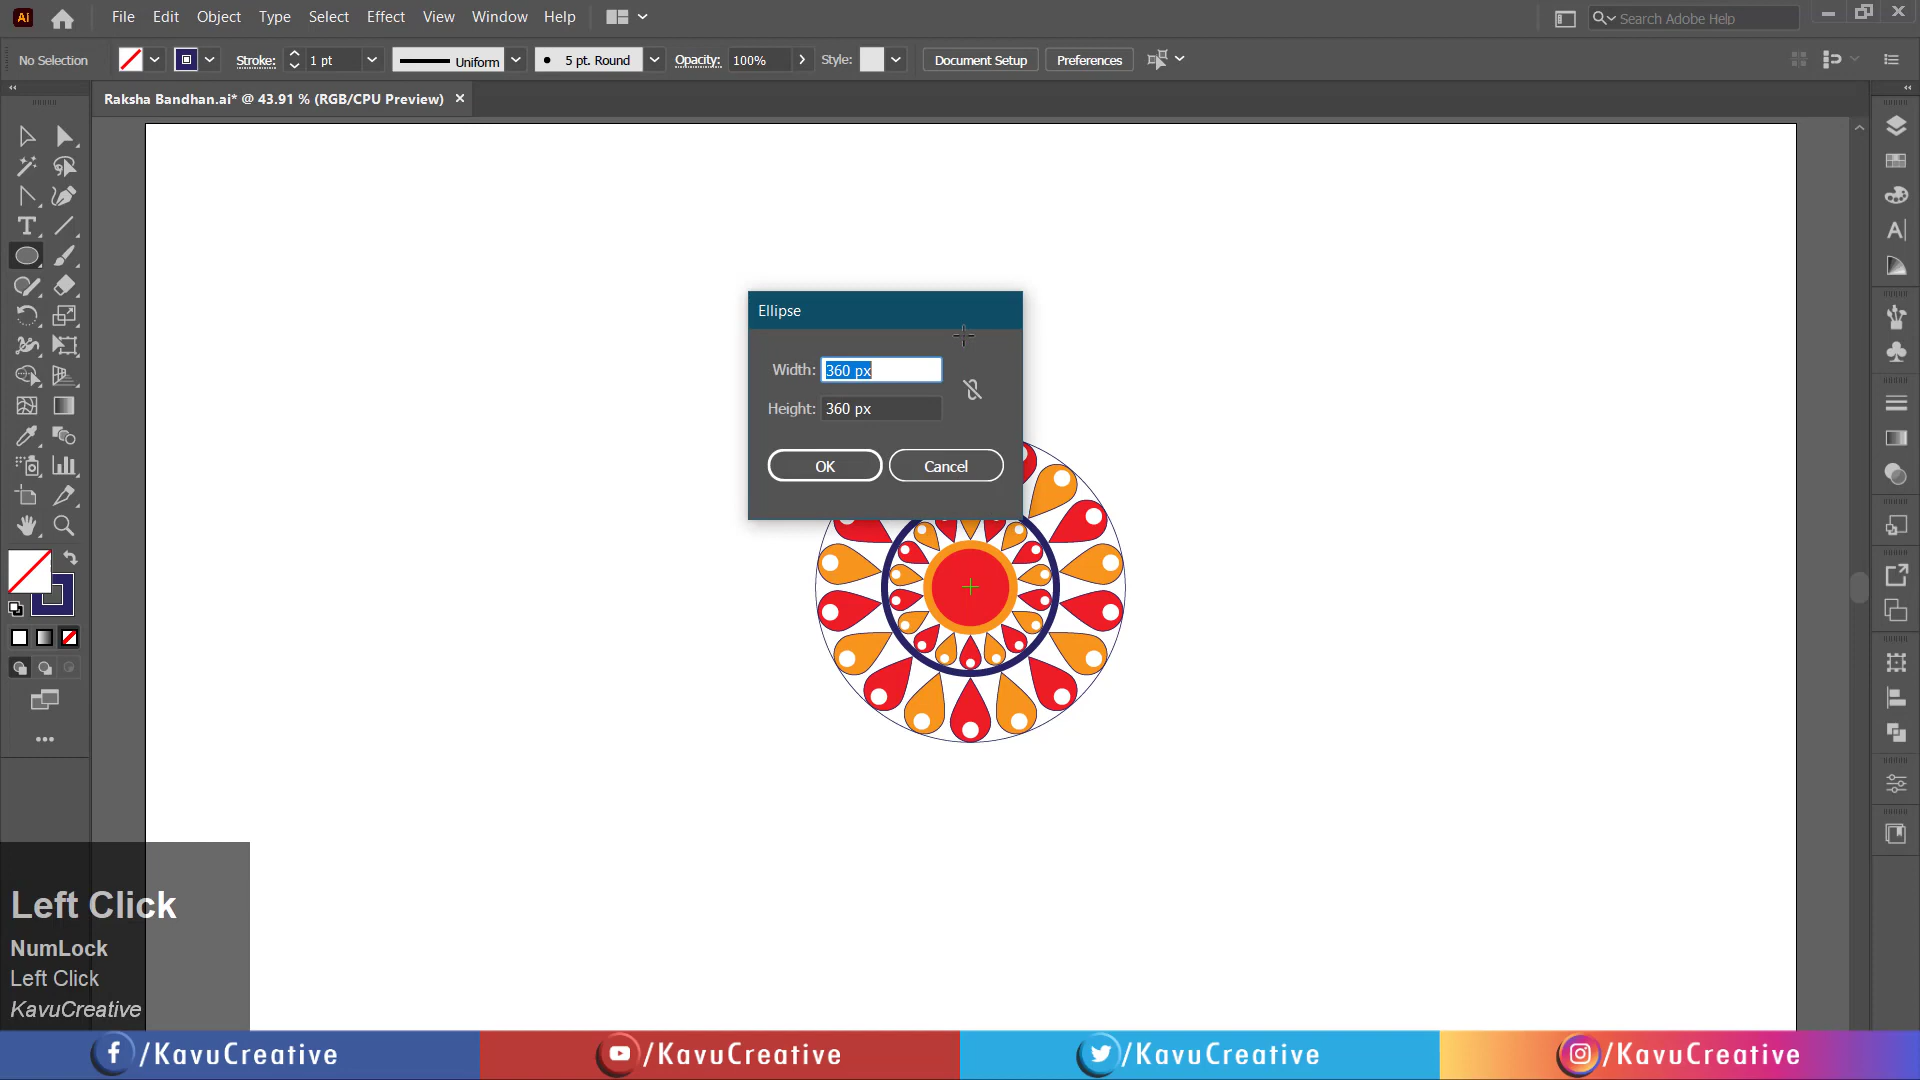 Ai File Edit Object Type Select Effect View Window Help Search Adobe Help
No Selection Stroke: 1 pt Uniform 5 pt. Round Opacity: 100% Style: Document Setup Preferences
Raksha Bandhan.ai* @ 43.91 % (RGB/CPU Preview)
Ellipse
Width: 360 px
Height: 360 px
OK Cancel
Left Click
NumLock
Left Click
KavuCreative
/KavuCreative /KavuCreative /KavuCreative /KavuCreative